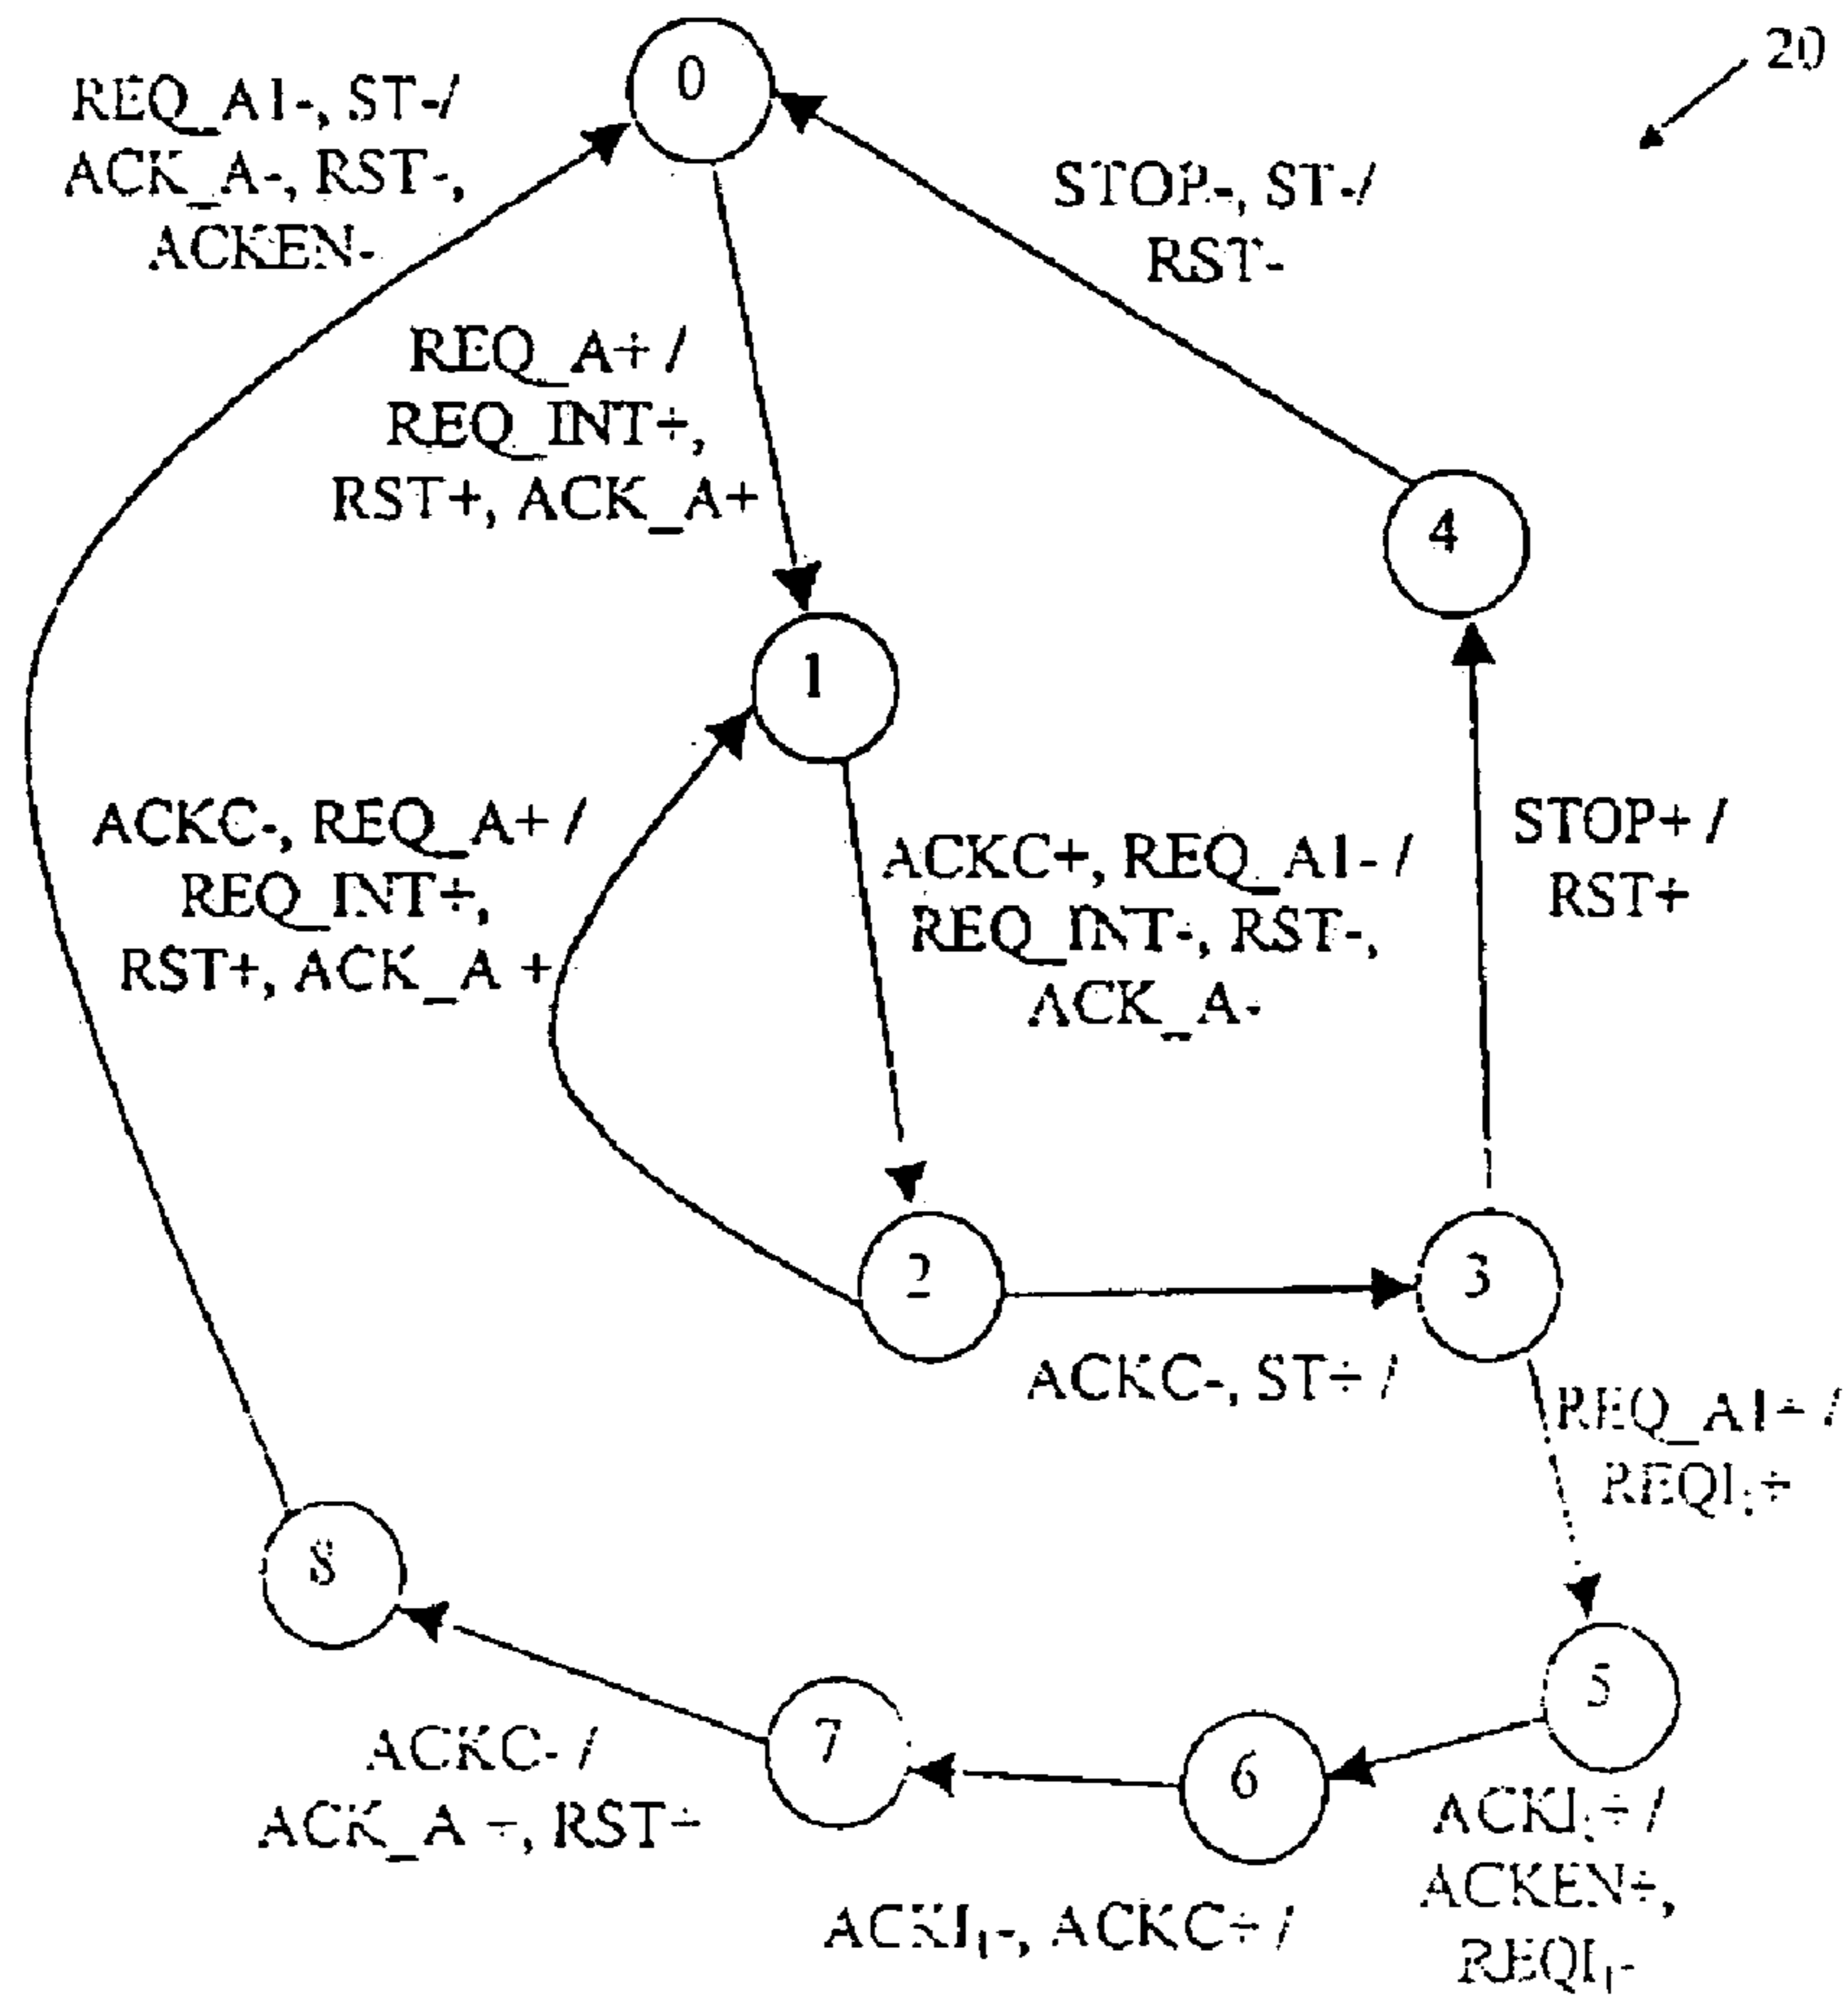 0
20
REQ_A1-, ST-/
ACK_A-, RST-,
ACKEN-
STOP-, ST-/
RST-
REQ_A+ /
REQ_INT+,
RST+, ACK_A+
4
1
ACKC-, REQ_A+ /
REQ_INT+,
RST+, ACK_A +
ACKC+, REQ_A1- /
REQ_INT-, RST-,
ACK_A-
STOP+ /
RST+
2
3
ACKC-, ST+ /
REQ_A1+ /
REQI₁+
8
5
7
6
ACKC- /
ACK_A +, RST+
ACKI₁+ /
ACKEN+,
REQI₁-
ACKI₁-, ACKC+ /